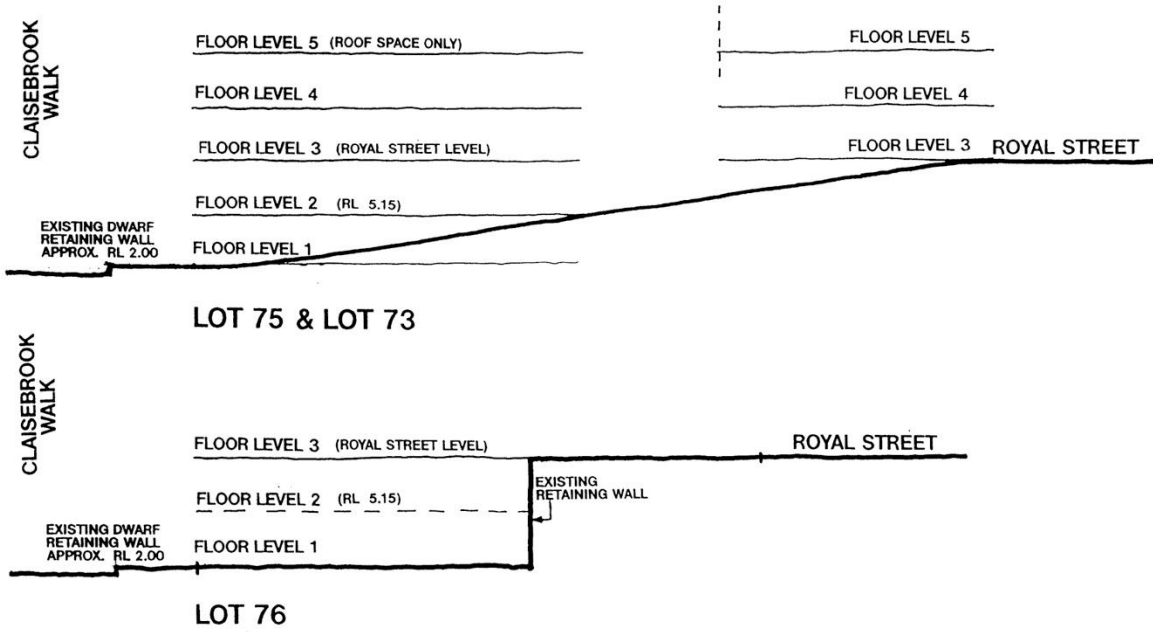 CLAISEBROOK
WALK
FLOOR LEVEL 5 (ROOF SPACE ONLY)
FLOOR LEVEL 5
FLOOR LEVEL 4
FLOOR LEVEL 4
FLOOR LEVEL 3 (ROYAL STREET LEVEL)
FLOOR LEVEL 3
ROYAL STREET
FLOOR LEVEL 2 (RL 5.15)
EXISTING DWARF
RETAINING WALL
APPROX. RL 2.00
FLOOR LEVEL 1
LOT 75 & LOT 73
CLAISEBROOK
WALK
FLOOR LEVEL 3 (ROYAL STREET LEVEL)
ROYAL STREET
FLOOR LEVEL 2 (RL 5.15)
EXISTING
RETAINING WALL
EXISTING DWARF
RETAINING WALL
APPROX. RL 2.00
FLOOR LEVEL 1
LOT 76